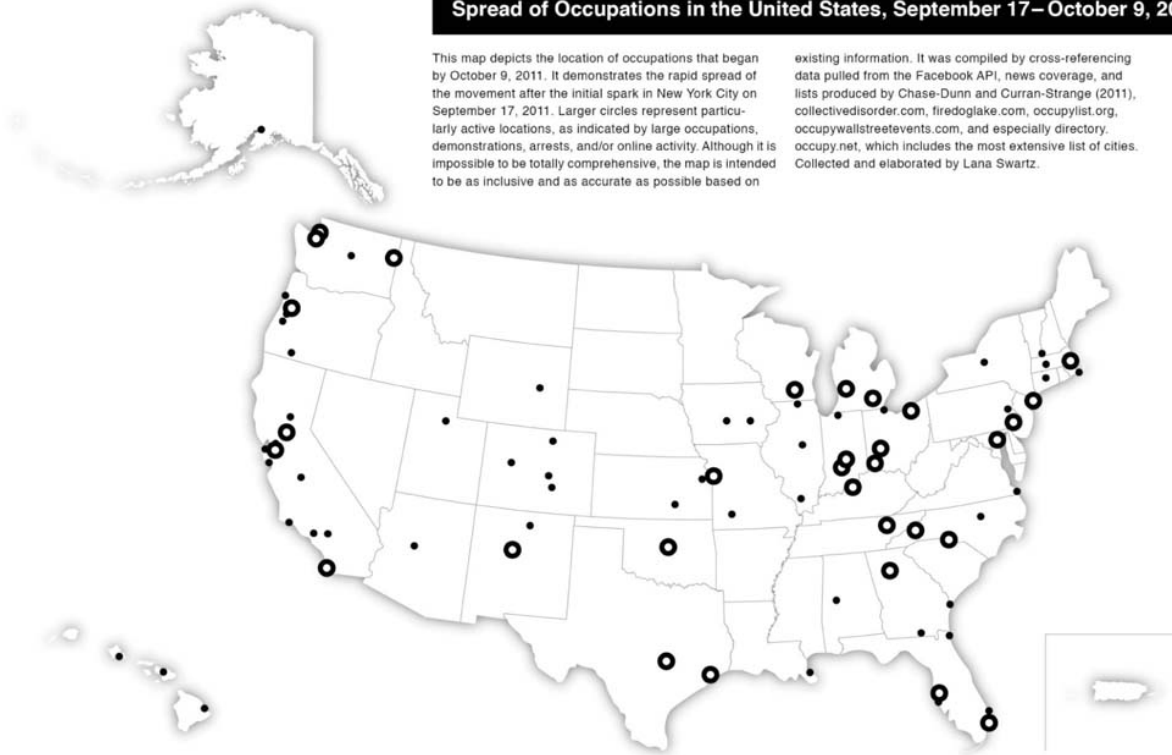 Spread of Occupations in the United States, September 17–October 9, 20
This map depicts the location of occupations that began
by October 9, 2011. It demonstrates the rapid spread of
the movement after the initial spark in New York City on
September 17, 2011. Larger circles represent particu-
larly active locations, as indicated by large occupations,
demonstrations, arrests, and/or online activity. Although it is
impossible to be totally comprehensive, the map is intended
to be as inclusive and as accurate as possible based on
existing information. It was compiled by cross-referencing
data pulled from the Facebook API, news coverage, and
lists produced by Chase-Dunn and Curran-Strange (2011),
collectivedisorder.com, firedoglake.com, occupylist.org,
occupywallstreetevents.com, and especially directory.
occupy.net, which includes the most extensive list of cities.
Collected and elaborated by Lana Swartz.